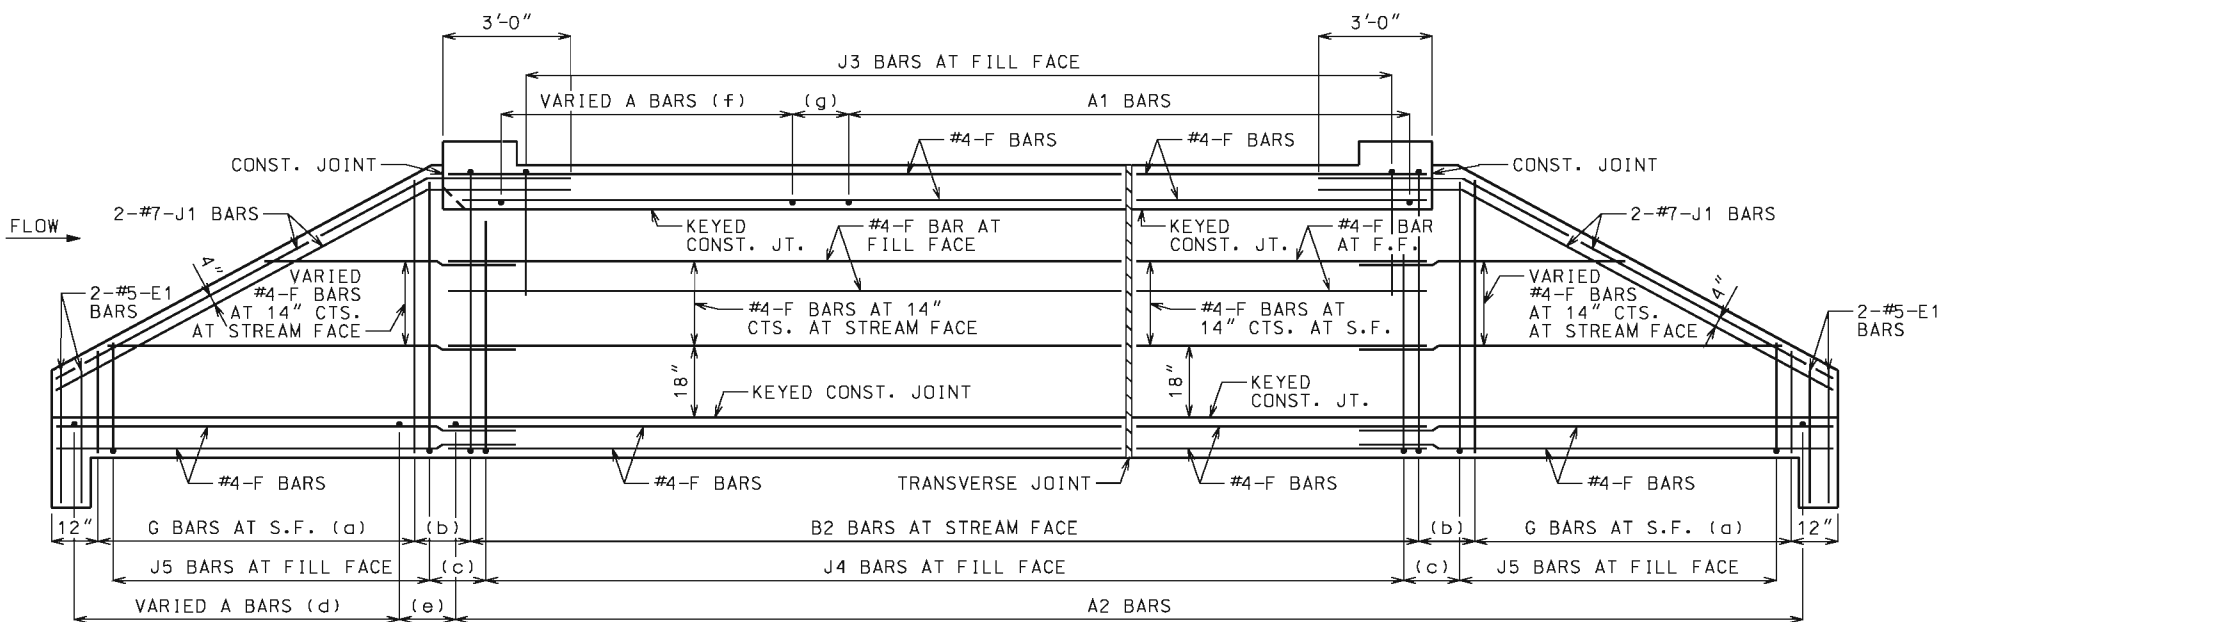 3'-0"
3'-0"
J3 BARS AT FILL FACE
VARIED A BARS (f)
(g)
A1 BARS
#4-F BARS
#4-F BARS
CONST. JOINT
CONST. JOINT
2-#7-J1 BARS
2-#7-J1 BARS
FLOW
KEYED
CONST. JT.
#4-F BAR AT
FILL FACE
KEYED
CONST. JT.
#4-F BAR
AT F.F.
4"
VARIED
#4-F BARS
AT 14" CTS.
AT STREAM FACE
2-#5-E1
BARS
#4-F BARS AT 14"
CTS. AT STREAM FACE
#4-F BARS AT
14" CTS. AT S.F.
VARIED
#4-F BARS
AT 14" CTS.
AT STREAM FACE
4"
2-#5-E1
BARS
18"
KEYED CONST. JOINT
18"
KEYED
CONST. JT.
#4-F BARS
#4-F BARS
TRANSVERSE JOINT
#4-F BARS
#4-F BARS
12"
G BARS AT S.F. (a)
(b)
B2 BARS AT STREAM FACE
(b)
G BARS AT S.F. (a)
12"
J5 BARS AT FILL FACE
(c)
J4 BARS AT FILL FACE
(c)
J5 BARS AT FILL FACE
VARIED A BARS (d)
(e)
A2 BARS